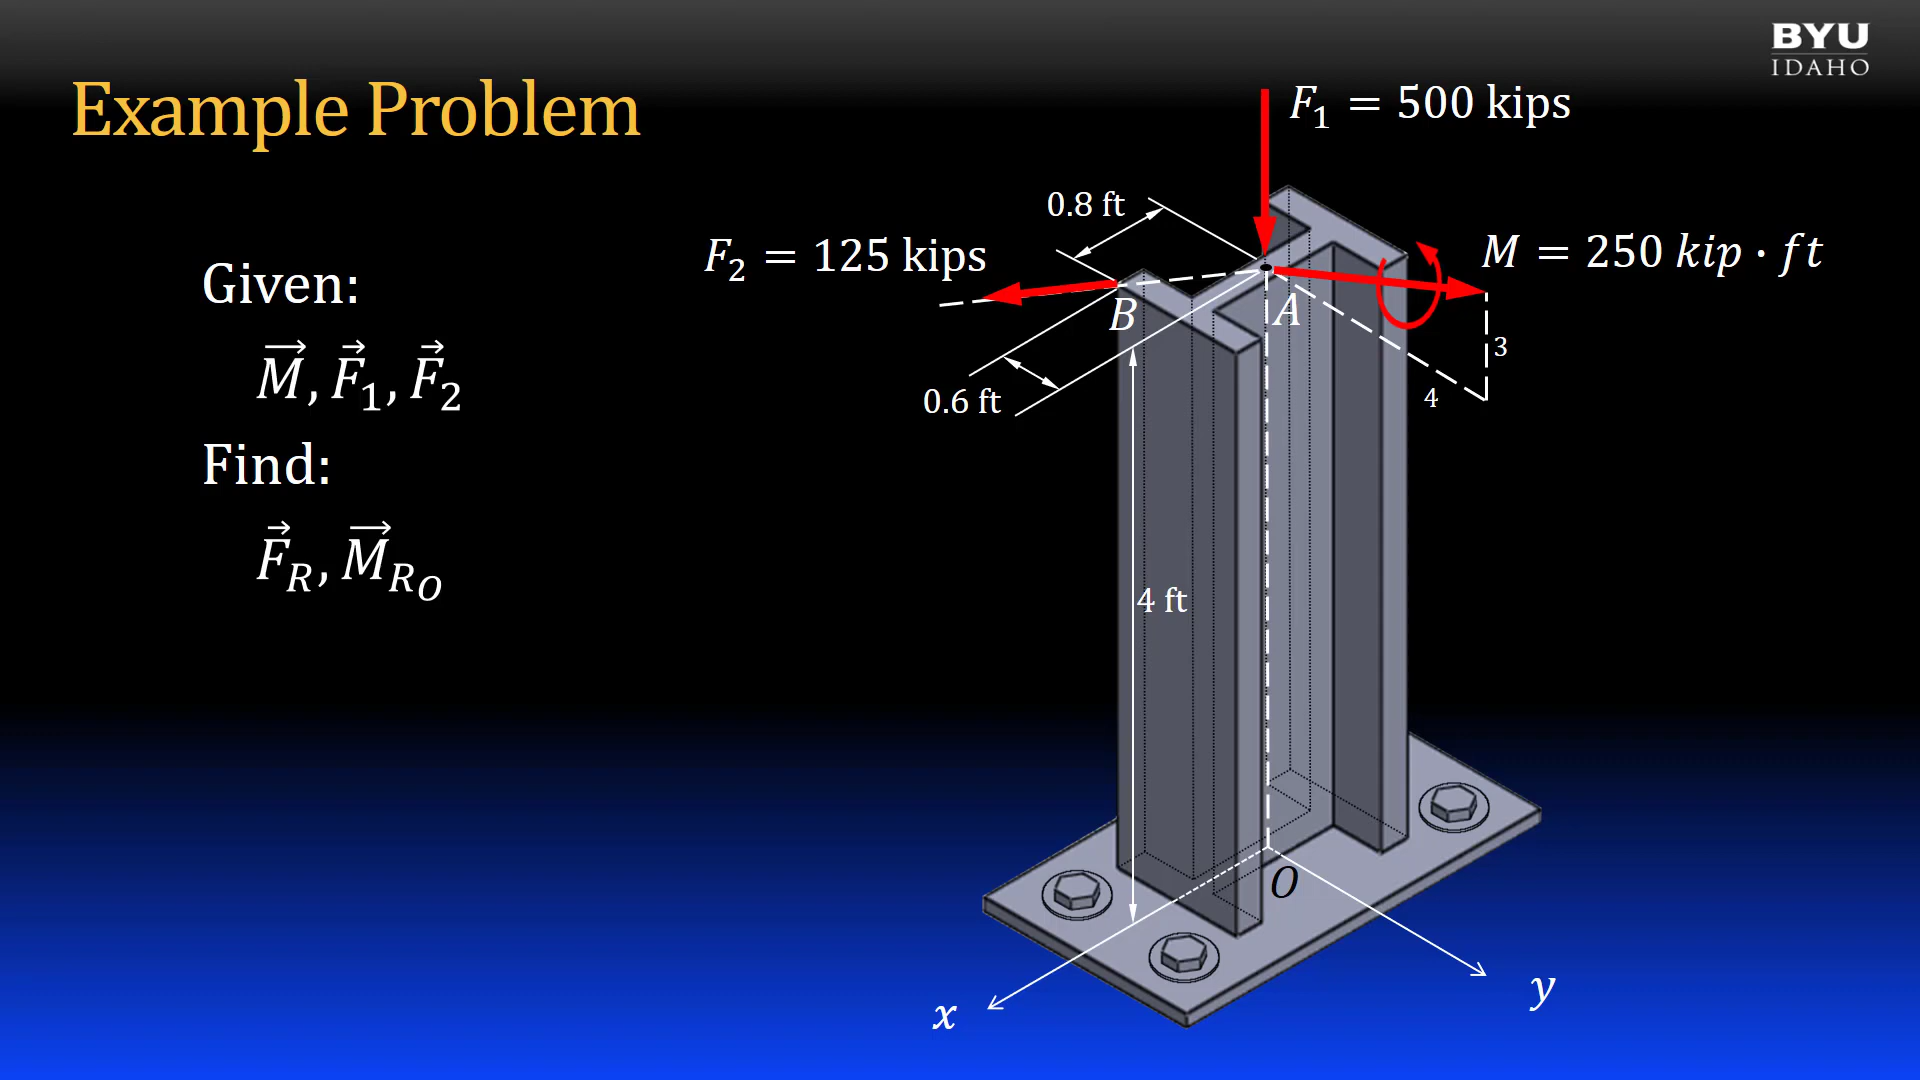 BYU
IDAHO
Example Problem
F₁ = 500 kips
0.8 ft
F₂ = 125 kips
M = 250 kip · ft
Given:
B
A
3
M⃗, F⃗₁, F⃗₂
4
0.6 ft
Find:
F⃗_R, M⃗_{R_O}
4 ft
O
x
y